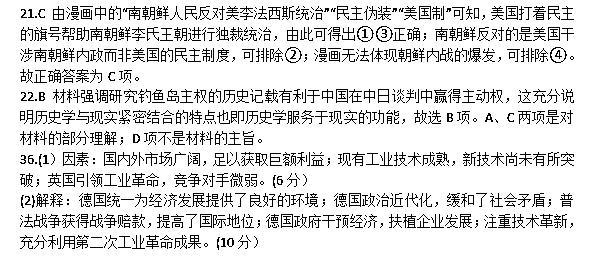 21.C 由漫画中的“南朝鲜人民反对美李法西斯统治”“民主伪装”“美国制”可知，美国打着民主
的旗号帮助南朝鲜李氏王朝进行独裁统治，由此可得出①③正确；南朝鲜反对的是美国干
涉南朝鲜内政而非美国的民主制度，可排除②；漫画无法体现朝鲜内战的爆发，可排除④。
故正确答案为 C 项。
22.B 材料强调研究钓鱼岛主权的历史记载有利于中国在中日谈判中赢得主动权，这充分说
明历史学与现实紧密结合的特点也即历史学服务于现实的功能，故选 B 项。A、C 两项是对
材料的部分理解；D 项不是材料的主旨。
36.(1）因素：国内外市场广阔，足以获取巨额利益；现有工业技术成熟，新技术尚未有所突
破；英国引领工业革命，竞争对手微弱。(6 分）
(2)解释：德国统一为经济发展提供了良好的环境；德国政治近代化，缓和了社会矛盾；普
法战争获得战争赔款，提高了国际地位；德国政府干预经济，扶植企业发展；注重技术革新，
充分利用第二次工业革命成果。(10 分）